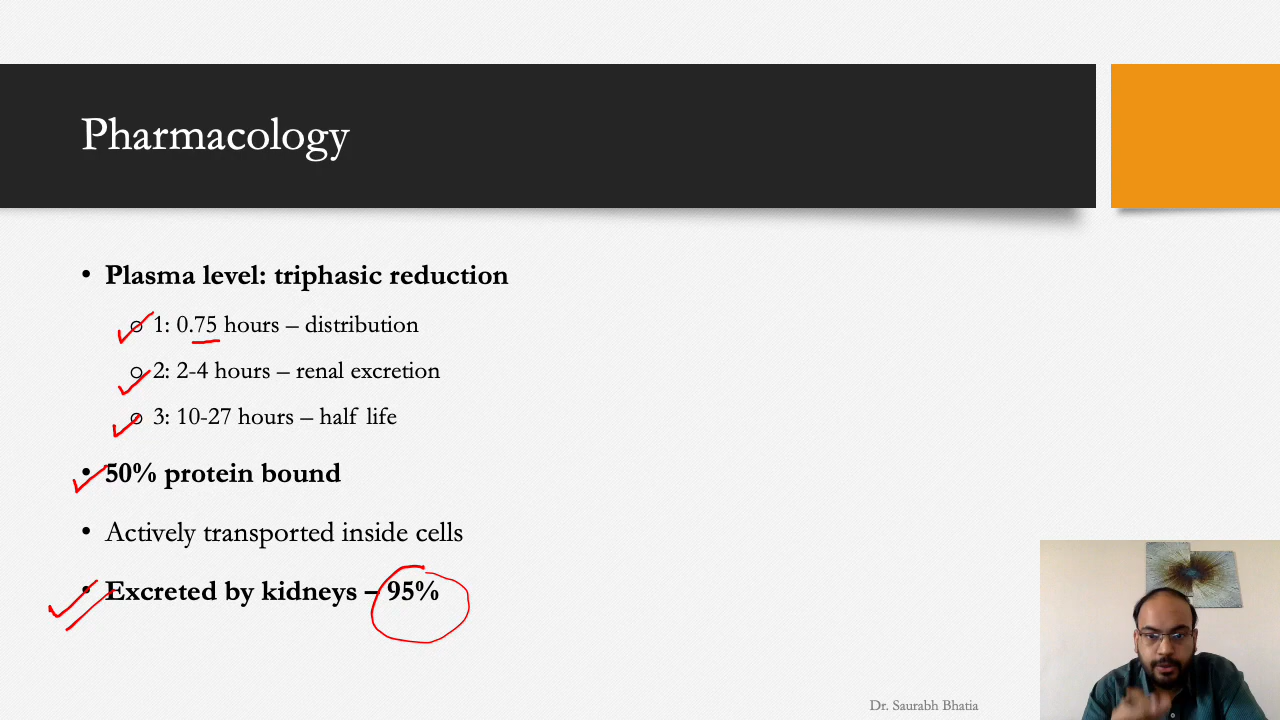 Pharmacology
• Plasma level: triphasic reduction
o 1: 0.75 hours – distribution
o 2: 2-4 hours – renal excretion
o 3: 10-27 hours – half life
• 50% protein bound
• Actively transported inside cells
• Excreted by kidneys – 95%
Dr. Saurabh Bhatia